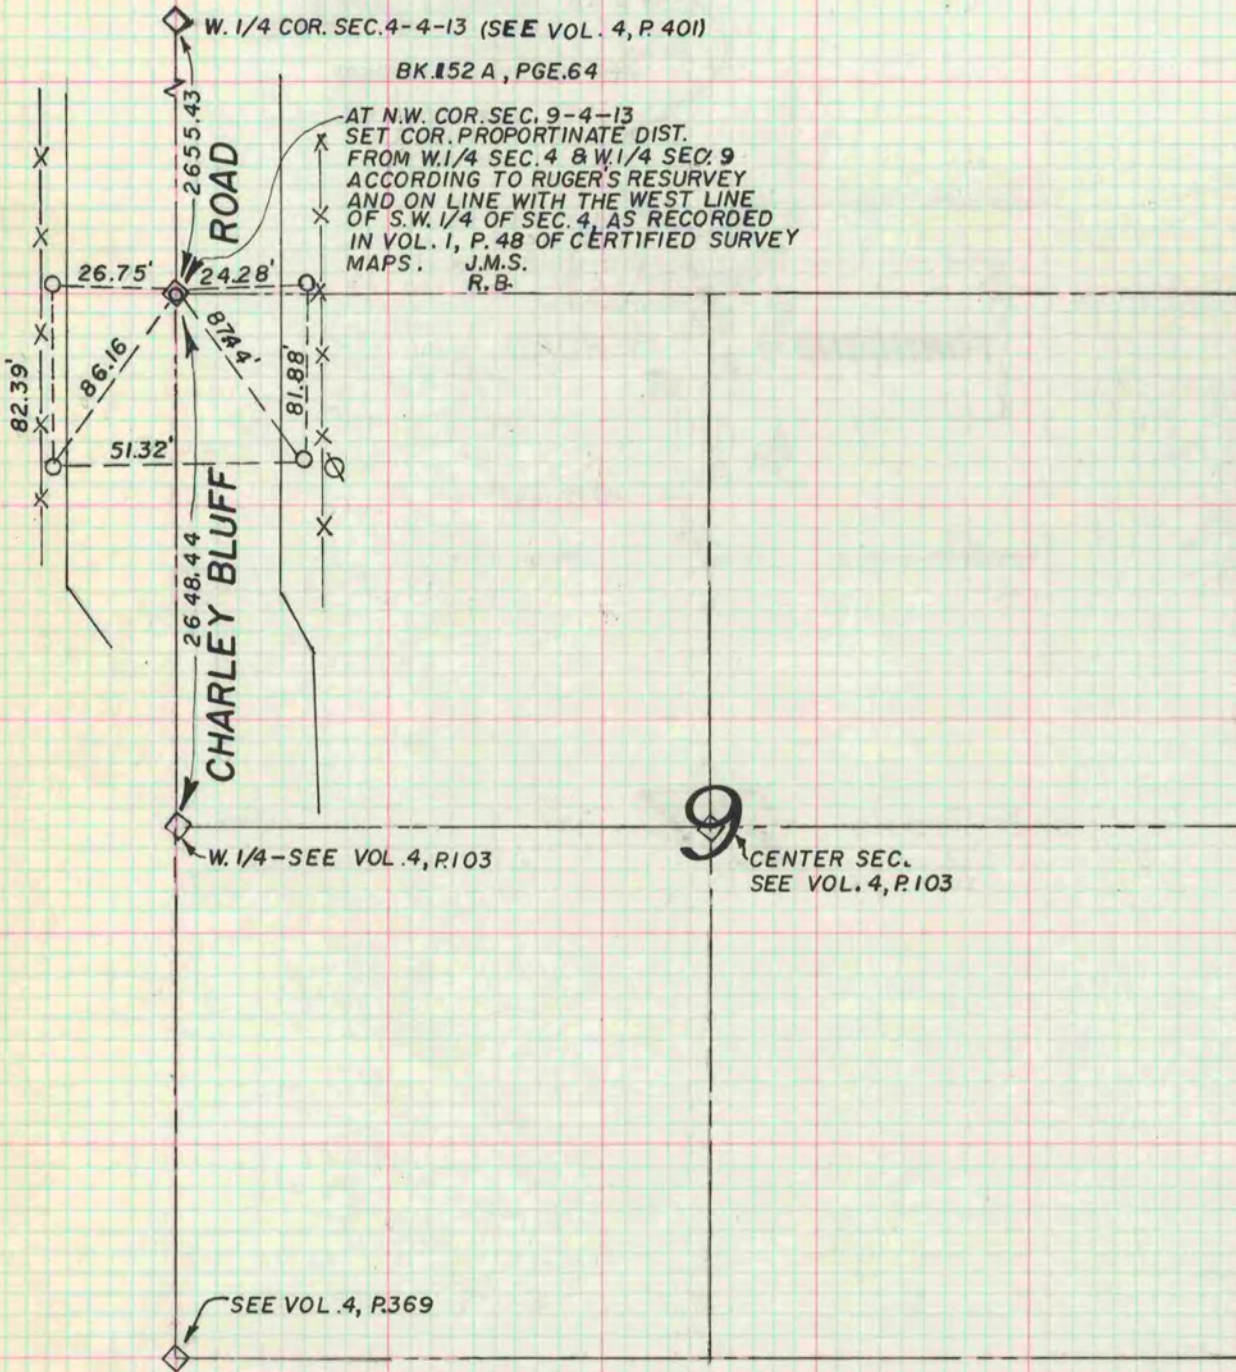 W. 1/4 COR. SEC. 4-4-13 (SEE VOL. 4, P. 401)
BK. 152 A, PGE. 64
AT N.W. COR. SEC. 9-4-13
SET COR. PROPORTINATE DIST.
FROM W. 1/4 SEC. 4 & W. 1/4 SEC. 9
ACCORDING TO RUGER'S RESURVEY
AND ON LINE WITH THE WEST LINE
OF S.W. 1/4 OF SEC. 4, AS RECORDED
IN VOL. 1, P. 48 OF CERTIFIED SURVEY
MAPS. J.M.S.
R.B.
2655.43
ROAD
26.75'
24.28'
82.39'
86.16
87.44'
81.88'
51.32'
2648.44
CHARLEY BLUFF
9
W. 1/4-SEE VOL. 4, P. 103
CENTER SEC.
SEE VOL. 4, P. 103
SEE VOL. 4, P. 369